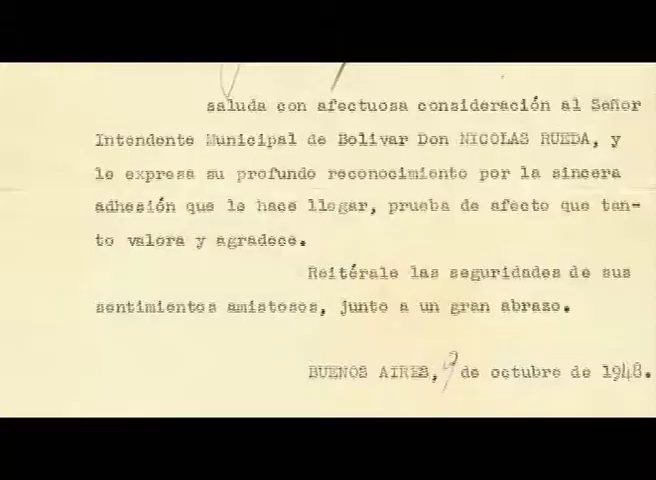 saluda con afectuosa consideración al Señor
Intendente Municipal de Bolivar Don NICOLAS RUEDA, y
le expresa su profundo reconocimiento por la sincera
adhesión que le hace llegar, prueba de afecto que tan-
to valora y agradece.
Reitérale las seguridades de sus
sentimientos amistosos, junto a un gran abrazo.
BUENOS AIRES, 9 de octubre de 1948.